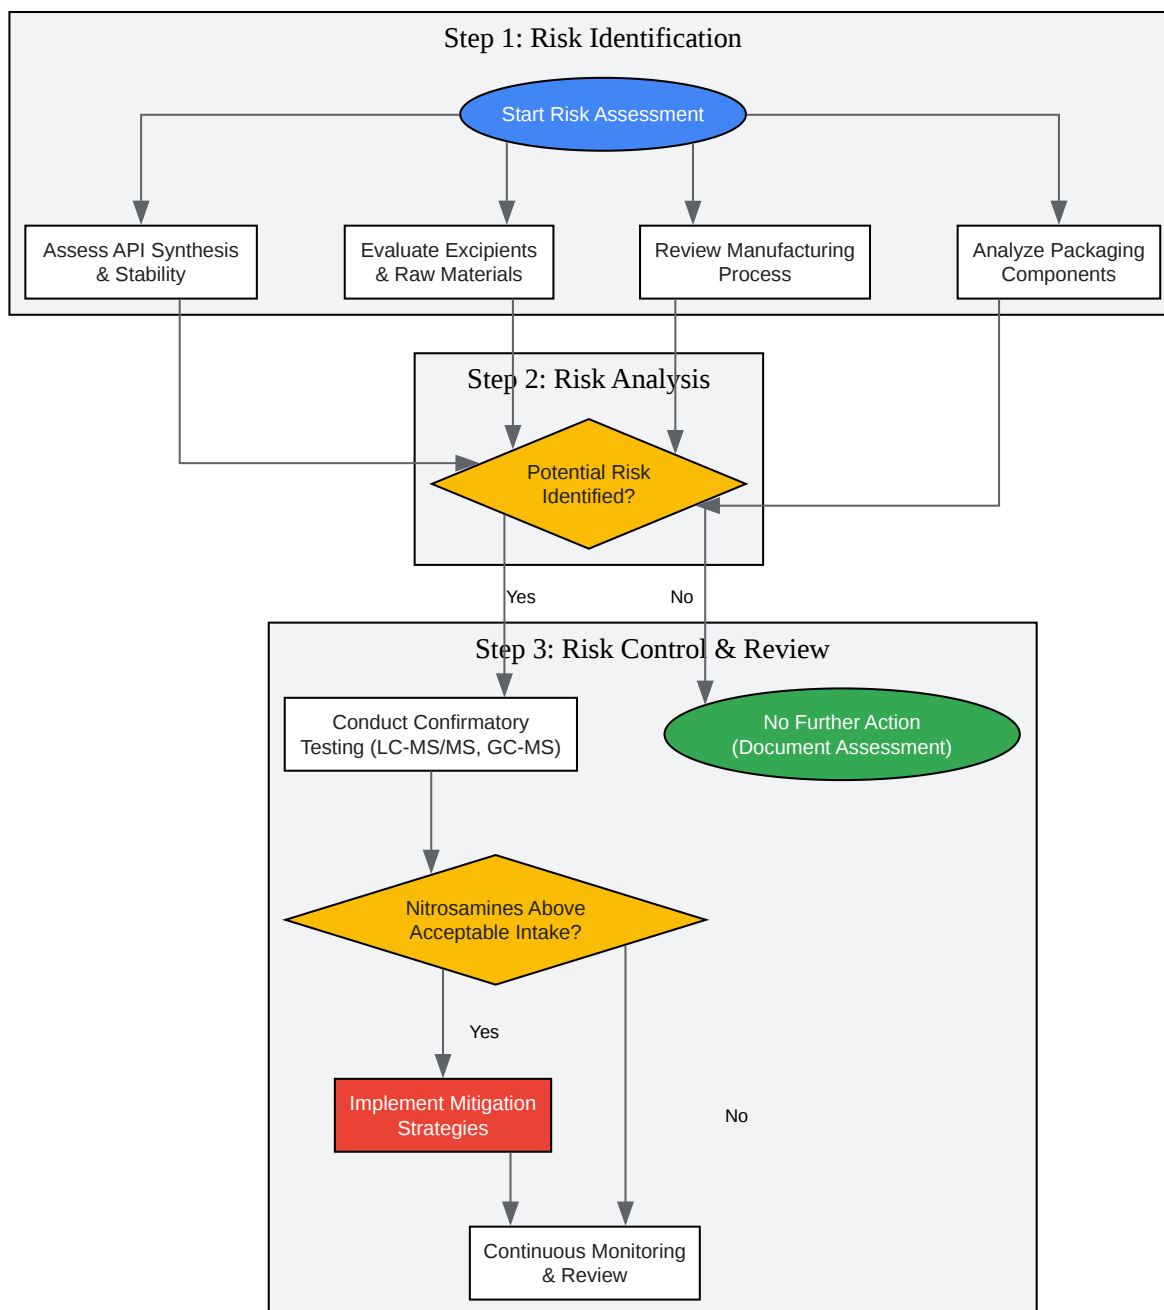 Step 1: Risk Identification
Start Risk Assessment
Assess API Synthesis
& Stability
Evaluate Excipients
& Raw Materials
Review Manufacturing
Process
Analyze Packaging
Components
Step 2: Risk Analysis
Potential Risk
Identified?
Yes
No
Step 3: Risk Control & Review
Conduct Confirmatory
Testing (LC-MS/MS, GC-MS)
No Further Action
(Document Assessment)
Nitrosamines Above
Acceptable Intake?
Yes
Implement Mitigation
Strategies
No
Continuous Monitoring
& Review